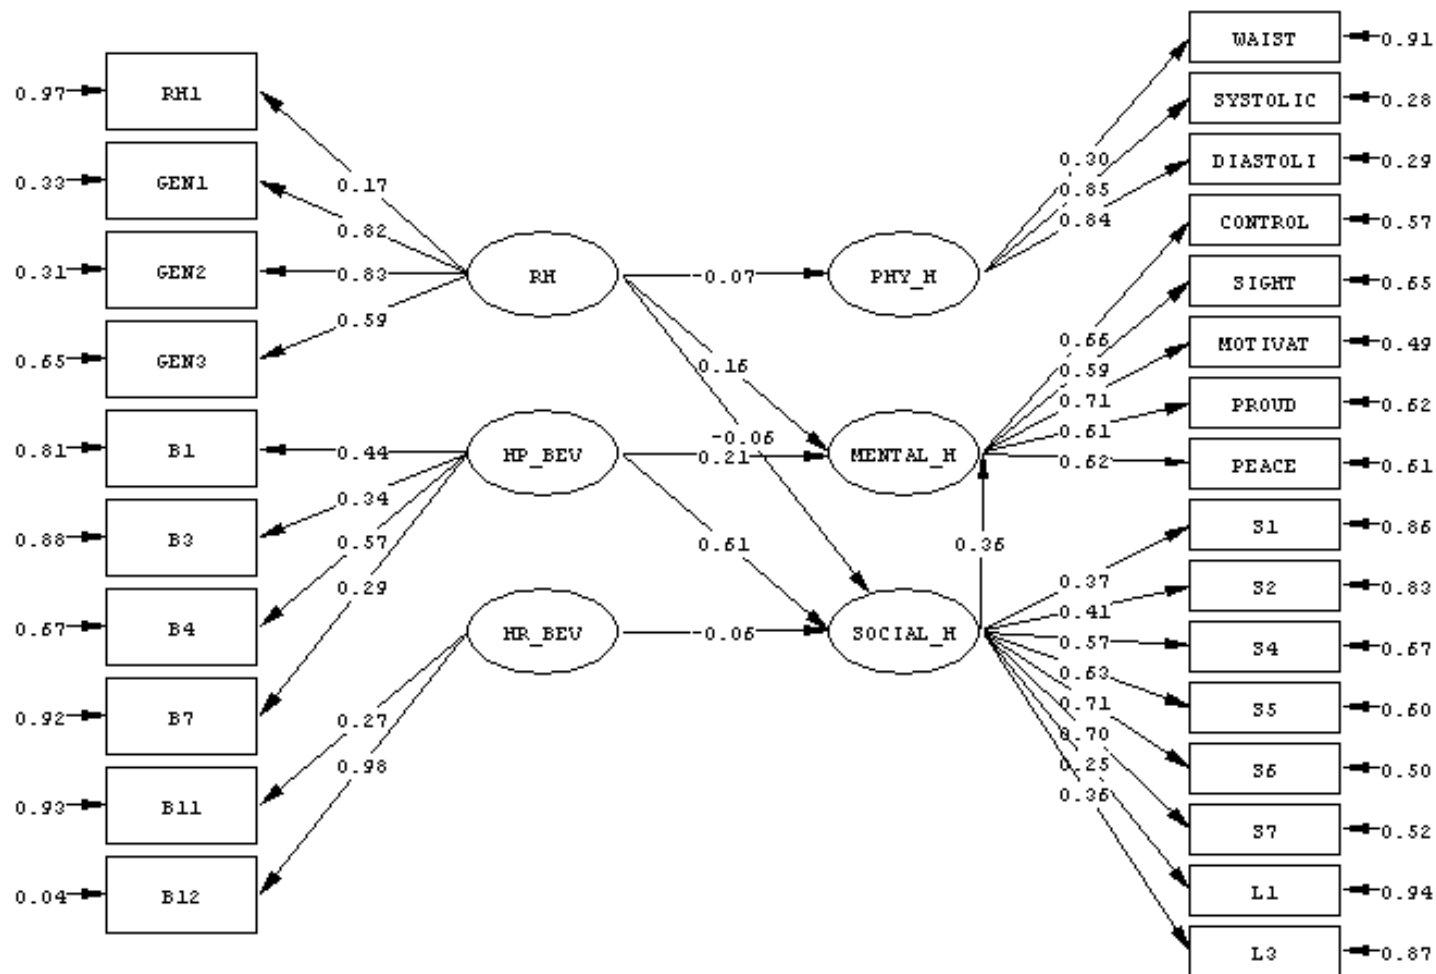 WAIST
0.91
RH1
0.97
SYSTOLIC
0.28
0.30
DIASTOLI
0.29
GEN1
0.33
0.17
0.85
0.84
CONTROL
0.57
0.82
GEN2
0.31
0.83
RH
-0.07
PHY_H
SIGHT
0.65
0.59
GEN3
0.65
0.66
MOTIVAT
0.49
0.16
0.59
0.71
PROUD
0.62
B1
0.81
0.44
HP_BEV
-0.06
0.21
MENTAL_H
0.61
0.62
PEACE
0.61
0.34
B3
0.88
0.57
0.61
0.36
S1
0.86
0.29
0.37
S2
0.83
0.41
B4
0.67
HR_BEV
-0.06
SOCIAL_H
0.57
S4
0.67
0.63
B7
0.92
0.27
0.71
S5
0.60
0.70
0.98
0.25
S6
0.50
0.36
B11
0.93
S7
0.52
B12
0.04
L1
0.94
L3
0.87